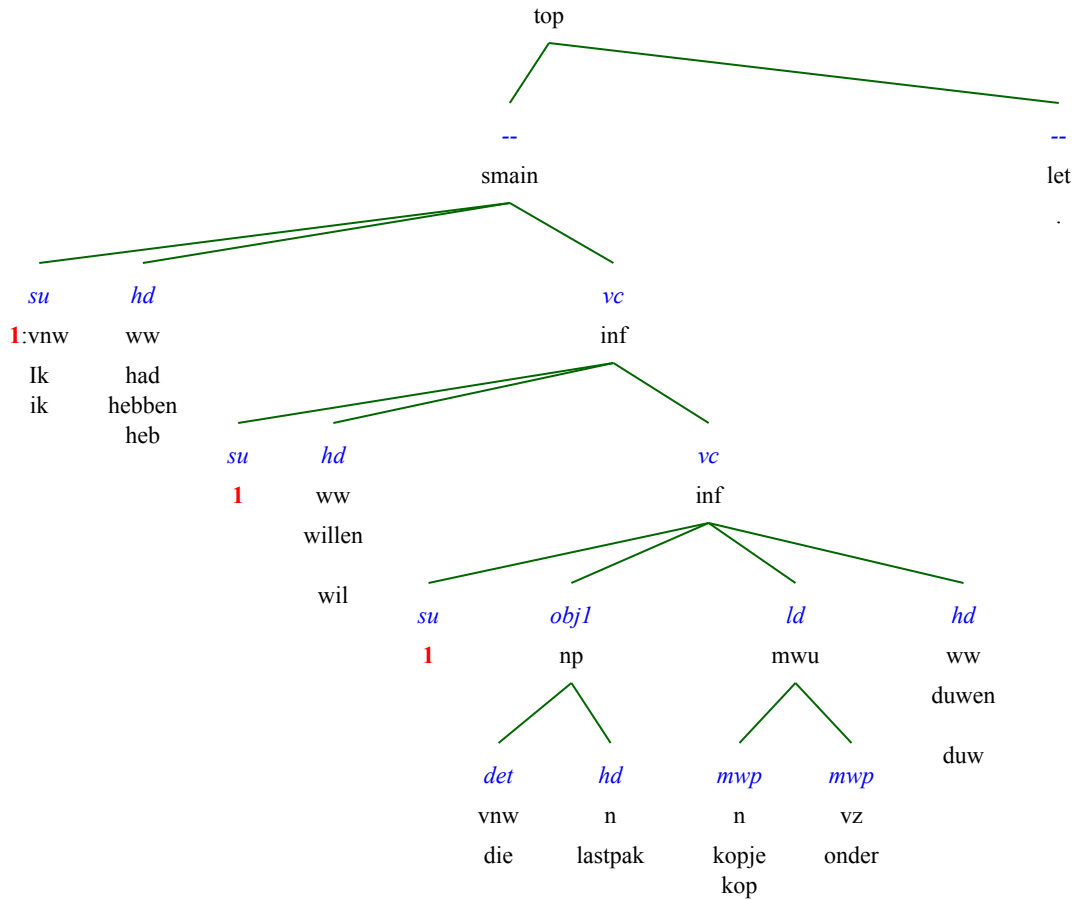 top
-- --
smain let
.
su hd vc
1:vnw ww inf
Ik had
ik hebben
heb
su hd vc
1 ww inf
willen
wil
su obj1 ld hd
1 np mwu ww
duwen
duw
det hd mwp mwp
vnw n n vz
die lastpak kopje onder
kop